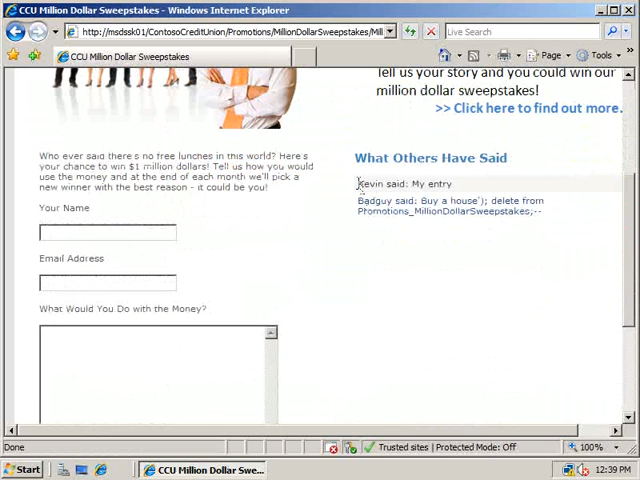 CCU Million Dollar Sweepstakes - Windows Internet Explorer
http://msdssk01/ContosoCreditUnion/Promotions/MillionDollarSweepstakes/Mill
Live Search
CCU Million Dollar Sweepstakes
Page
Tools
Tell us your story and you could win our
million dollar sweepstakes!
>> Click here to find out more.
Who ever said there's no free lunches in this world? Here's
your chance to win $1 million dollars! Tell us how you would
use the money and at the end of each month we'll pick a
new winner with the best reason - it could be you!
Your Name
Email Address
What Would You Do with the Money?
What Others Have Said
Kevin said: My entry
Badguy said: Buy a house'); delete from
Promotions_MillionDollarSweepstakes;--
Done
Trusted sites | Protected Mode: Off
100%
Start
CCU Million Dollar Swe...
12:39 PM